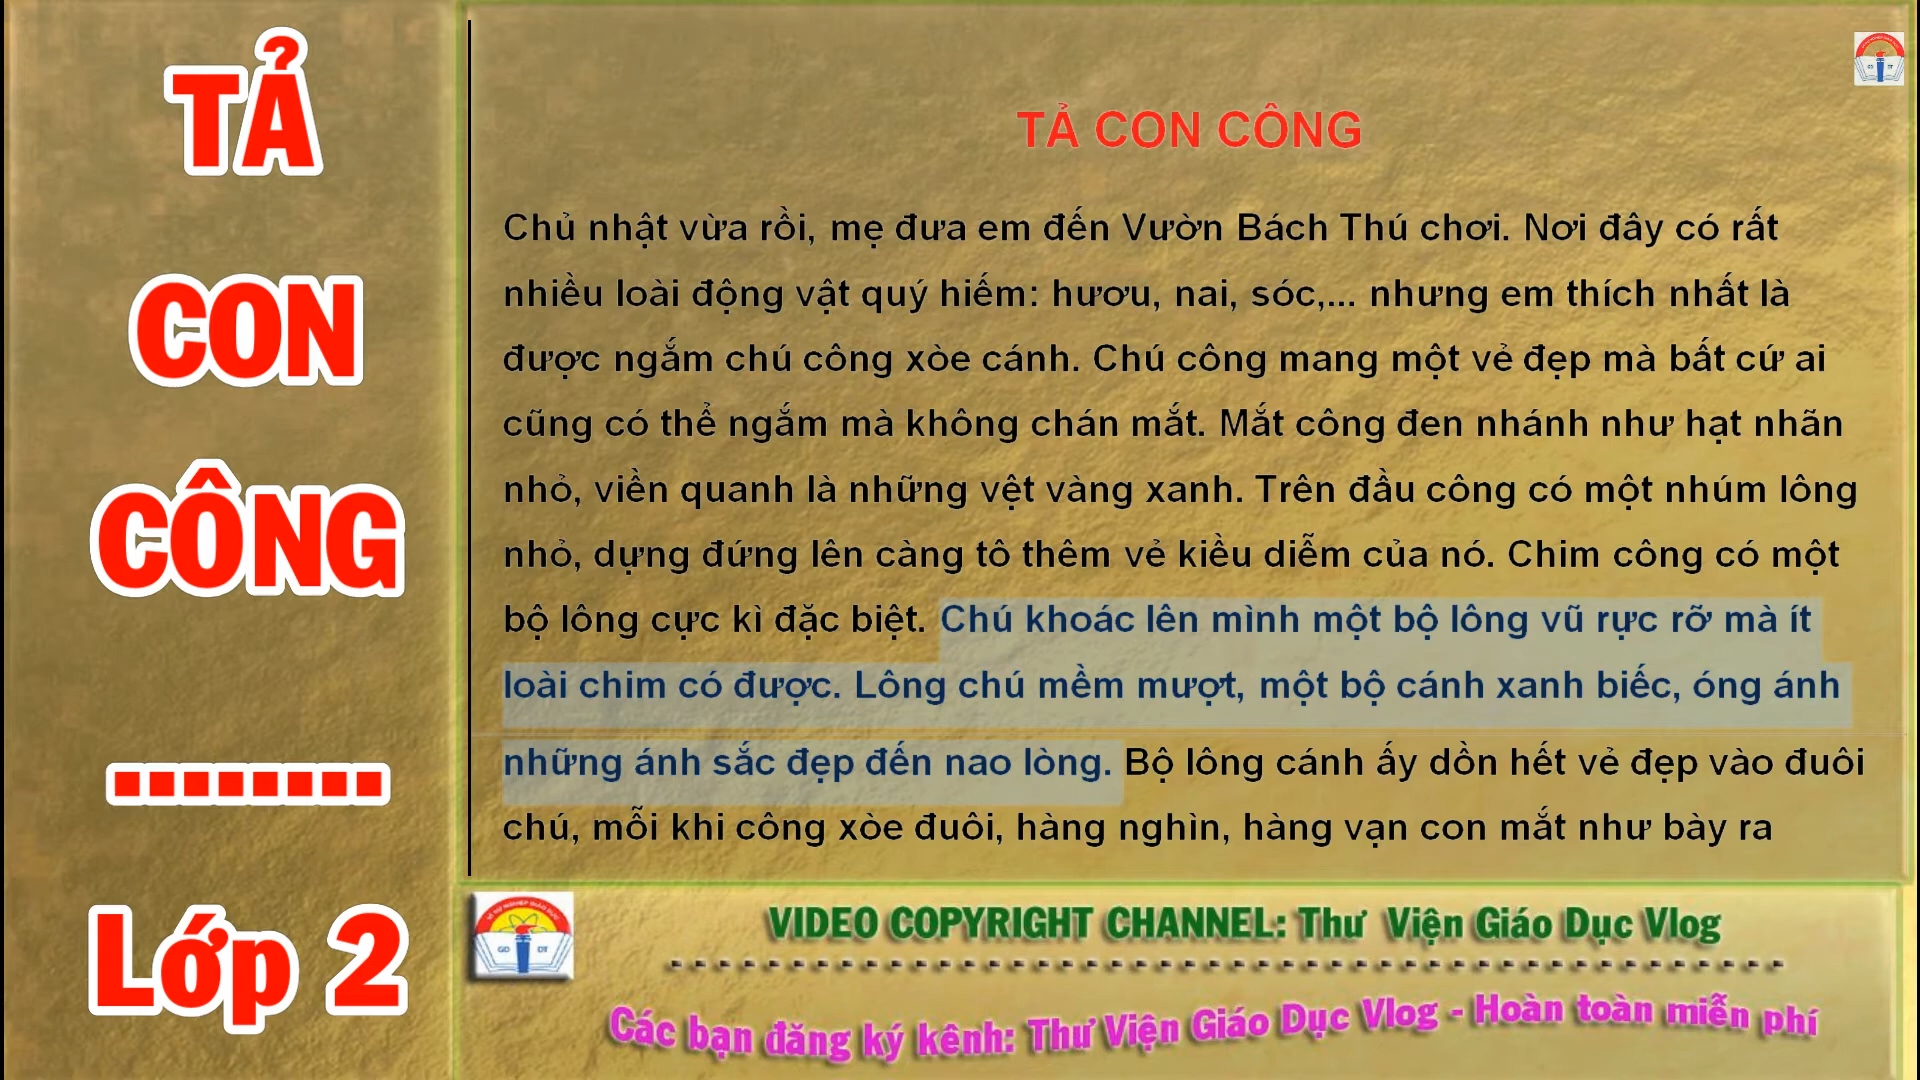 TẢ
CON
CÔNG
........
Lớp 2
TẢ CON CÔNG
Chủ nhật vừa rồi, mẹ đưa em đến Vườn Bách Thú chơi. Nơi đây có rất
nhiều loài động vật quý hiếm: hươu, nai, sóc,... nhưng em thích nhất là
được ngắm chú công xòe cánh. Chú công mang một vẻ đẹp mà bất cứ ai
cũng có thể ngắm mà không chán mắt. Mắt công đen nhánh như hạt nhãn
nhỏ, viền quanh là những vệt vàng xanh. Trên đầu công có một nhúm lông
nhỏ, dựng đứng lên càng tô thêm vẻ kiều diễm của nó. Chim công có một
bộ lông cực kì đặc biệt. Chú khoác lên mình một bộ lông vũ rực rỡ mà ít
loài chim có được. Lông chú mềm mượt, một bộ cánh xanh biếc, óng ánh
những ánh sắc đẹp đến nao lòng. Bộ lông cánh ấy dồn hết vẻ đẹp vào đuôi
chú, mỗi khi công xòe đuôi, hàng nghìn, hàng vạn con mắt như bày ra
GD ĐT
VIDEO COPYRIGHT CHANNEL: Thư Viện Giáo Dục Vlog
Các bạn đăng ký kênh: Thư Viện Giáo Dục Vlog - Hoàn toàn miễn phí